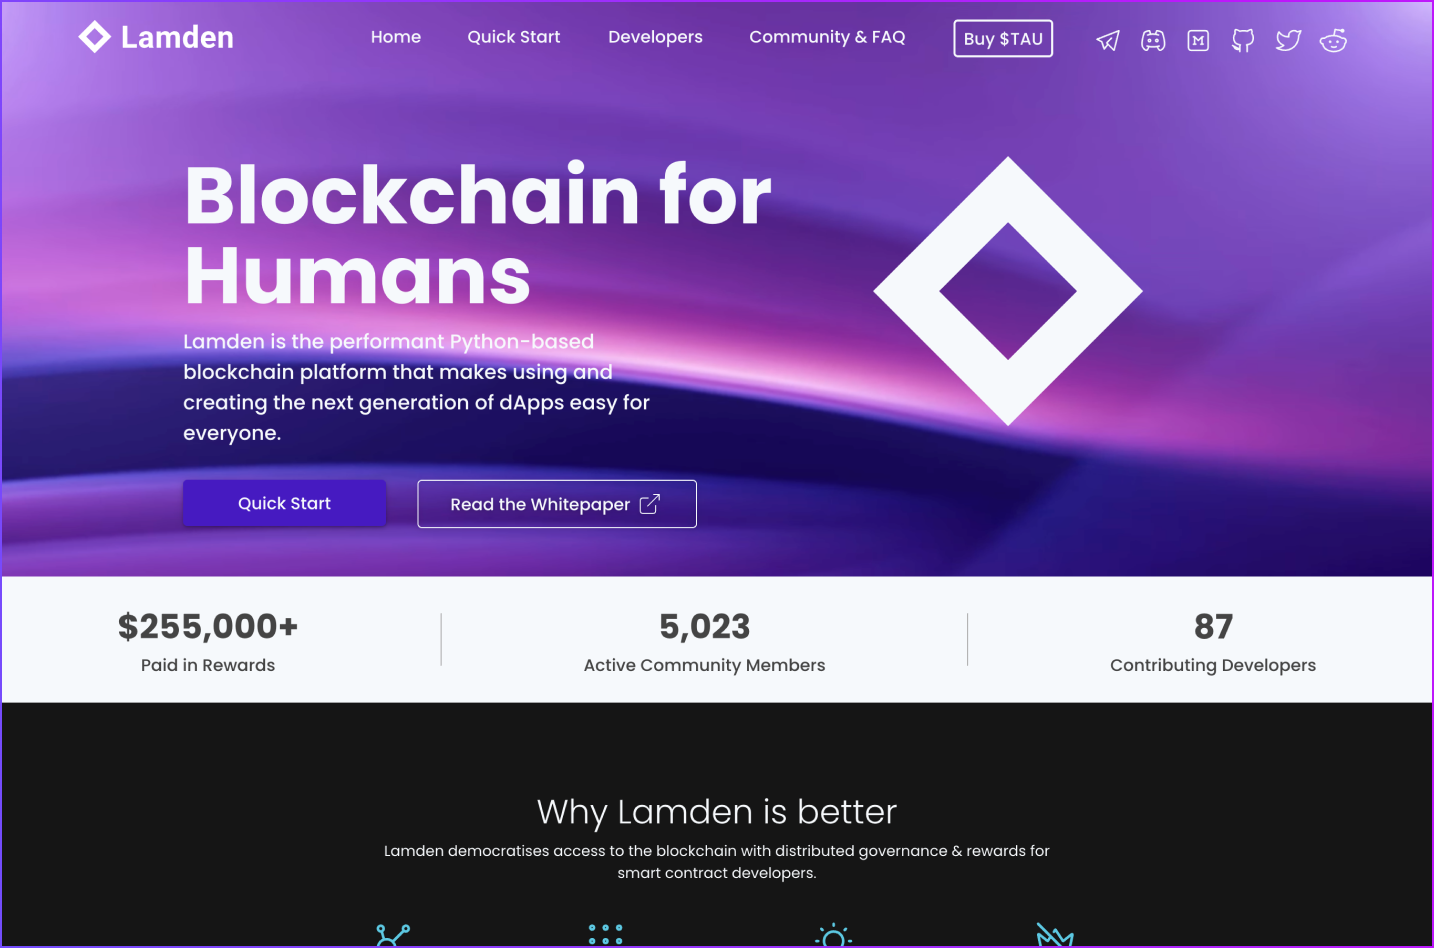 Lamden
Home
Quick Start
Developers
Community & FAQ
Buy $TAU
Blockchain for
Humans
Lamden is the performant Python-based
blockchain platform that makes using and
creating the next generation of dApps easy for
everyone.
Quick Start
Read the Whitepaper
$255,000+
Paid in Rewards
5,023
Active Community Members
87
Contributing Developers
Why Lamden is better
Lamden democratises access to the blockchain with distributed governance & rewards for
smart contract developers.